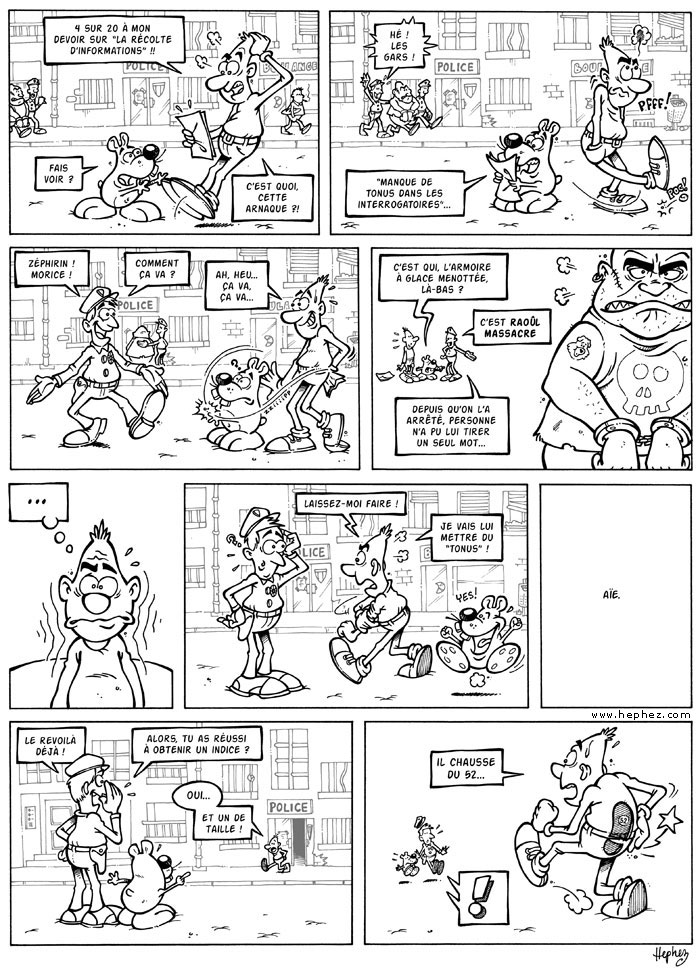 4 SUR 20 À MON
DEVOIR SUR "LA RÉCOLTE
D'INFORMATIONS" !!
POLICE
BOULANGE
FAIS
VOIR ?
C'EST QUOI,
CETTE
ARNAQUE ?!
HÉ !
LES
GARS !
POLICE
PFFF!
"MANQUE DE
TONUS DANS LES
INTERROGATOIRES"...
POC!
ZÉPHIRIN !
MORICE !
COMMENT
ÇA VA ?
AH, HEU...
ÇA VA,
ÇA VA...
POLICE
C'EST QUI, L'ARMOIRE
À GLACE MENOTTÉE,
LÀ-BAS ?
C'EST RAOÛL
MASSACRE
DEPUIS QU'ON L'A
ARRÊTÉ, PERSONNE
N'A PU LUI TIRER
UN SEUL MOT...
...
LAISSEZ-MOI FAIRE !
JE VAIS LUI
METTRE DU
"TONUS" !
OLICE
YES!
AÏE.
www.hephez.com
LE REVOILÀ
DÉJÀ !
ALORS, TU AS RÉUSSI
À OBTENIR UN INDICE ?
OUI...
ET UN DE
TAILLE !
POLICE
IL CHAUSSE
DU 52...
!
Hephez